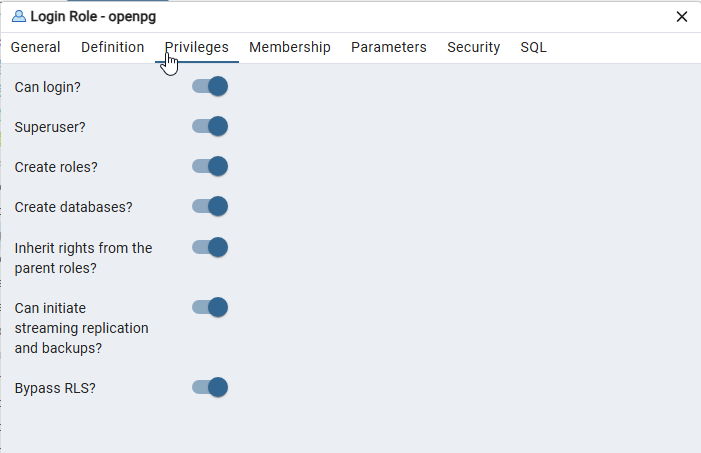 Login Role - openpg
General Definition Privileges Membership Parameters Security SQL
Can login?
Superuser?
Create roles?
Create databases?
Inherit rights from the
parent roles?
Can initiate
streaming replication
and backups?
Bypass RLS?